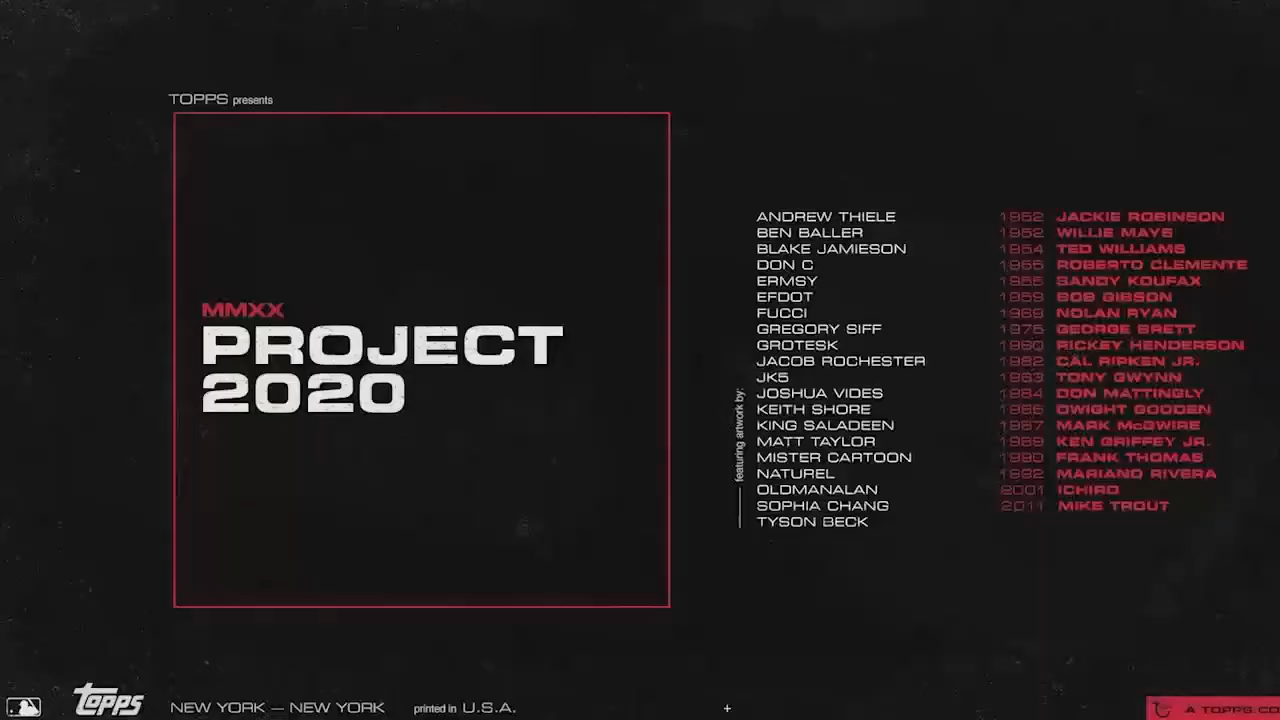 TOPPS presents
MMXX
PROJECT
2020
featuring artwork by:
ANDREW THIELE
BEN BALLER
BLAKE JAMIESON
DON C
ERMSY
EFDOT
FUCCI
GREGORY SIFF
GROTESK
JACOB ROCHESTER
JK5
JOSHUA VIDES
KEITH SHORE
KING SALADEEN
MATT TAYLOR
MISTER CARTOON
NATUREL
OLDMANALAN
SOPHIA CHANG
TYSON BECK
1952 JACKIE ROBINSON
1952 WILLIE MAYS
1954 TED WILLIAMS
1955 ROBERTO CLEMENTE
1955 SANDY KOUFAX
1959 BOB GIBSON
1969 NOLAN RYAN
1975 GEORGE BRETT
1980 RICKEY HENDERSON
1982 CAL RIPKEN JR.
1983 TONY GWYNN
1984 DON MATTINGLY
1985 DWIGHT GOODEN
1987 MARK McGWIRE
1989 KEN GRIFFEY JR.
1990 FRANK THOMAS
1992 MARIANO RIVERA
2001 ICHIRO
2011 MIKE TROUT
Topps NEW YORK — NEW YORK printed in U.S.A. +
A TOPPS CO